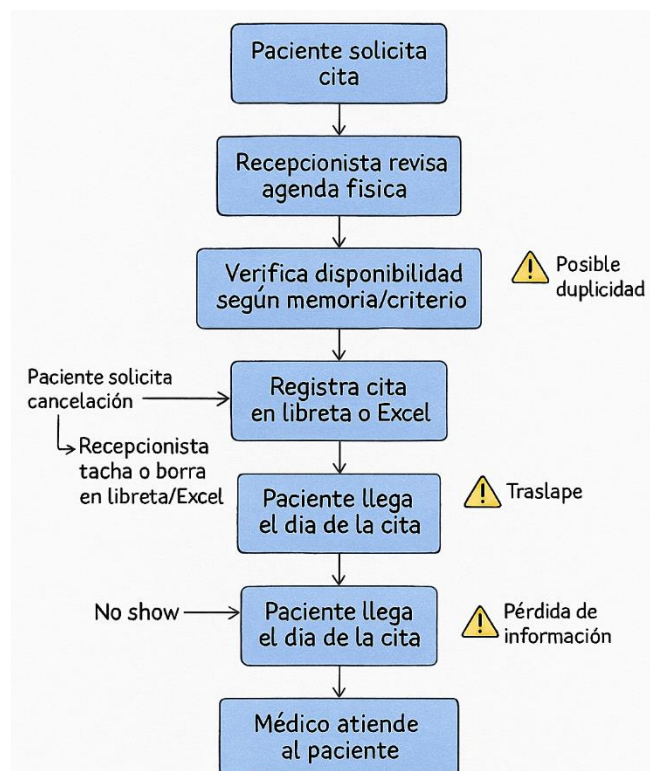 Paciente solicita
cita
Recepcionista revisa
agenda fisica
Verifica disponibilidad
según memoria/criterio
Posible
duplicidad
Paciente solicita
cancelación
Registra cita
en libreta o Excel
Recepcionista
tacha o borra
en libreta/Excel
Paciente llega
el dia de la cita
Traslape
No show
Paciente llega
el dia de la cita
Pérdida de
información
Médico atiende
al paciente